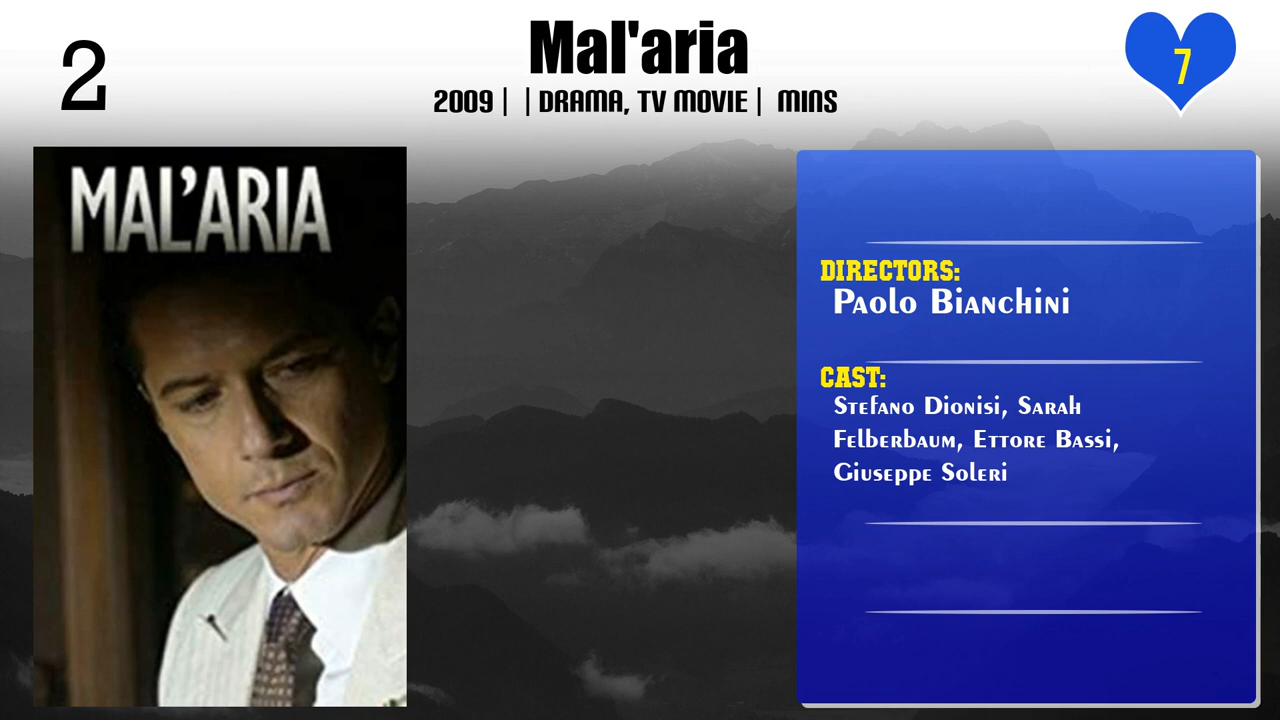 2
Mal'aria
2009 | | DRAMA, TV MOVIE | MINS
7
MAL'ARIA
DIRECTORS:
Paolo Bianchini
CAST:
Stefano Dionisi, Sarah
Felberbaum, Ettore Bassi,
Giuseppe Soleri